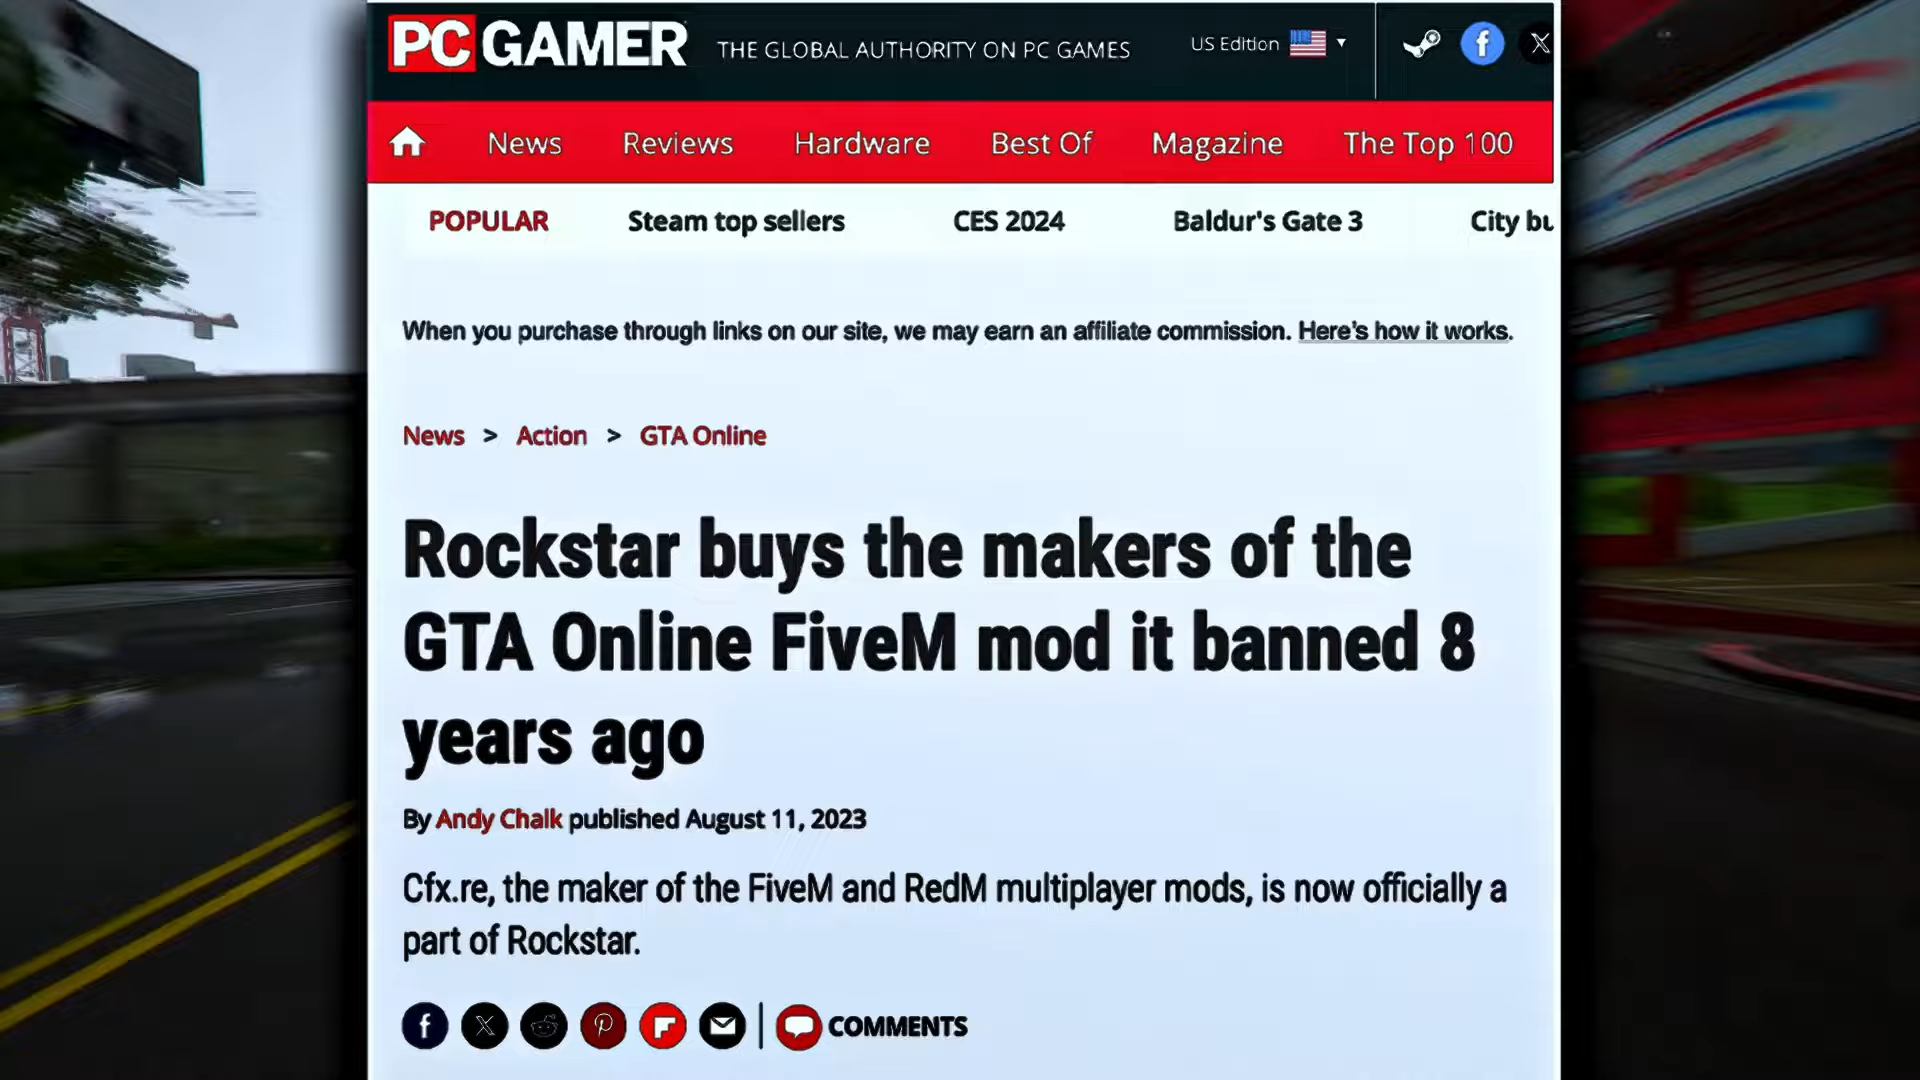 PC GAMER THE GLOBAL AUTHORITY ON PC GAMES US Edition
News Reviews Hardware Best Of Magazine The Top 100
POPULAR Steam top sellers CES 2024 Baldur's Gate 3 City bu
When you purchase through links on our site, we may earn an affiliate commission. Here's how it works.
News > Action > GTA Online
Rockstar buys the makers of the
GTA Online FiveM mod it banned 8
years ago
By Andy Chalk published August 11, 2023
Cfx.re, the maker of the FiveM and RedM multiplayer mods, is now officially a
part of Rockstar.
COMMENTS